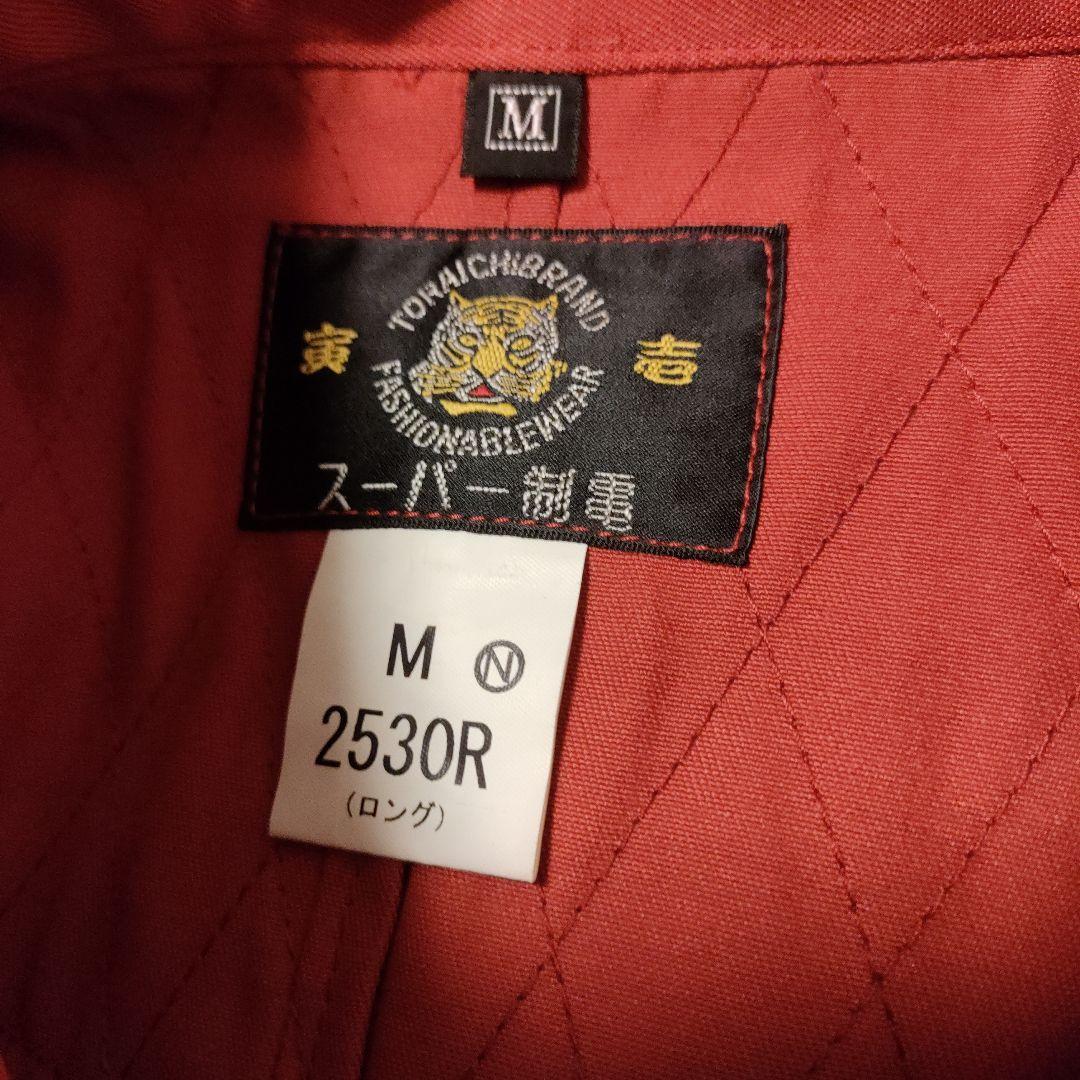 M
TORAICHIBRAND
寅 壱
FASHIONABLEWEAR
スーパー制電
M Ⓝ
2530R
(ロング)